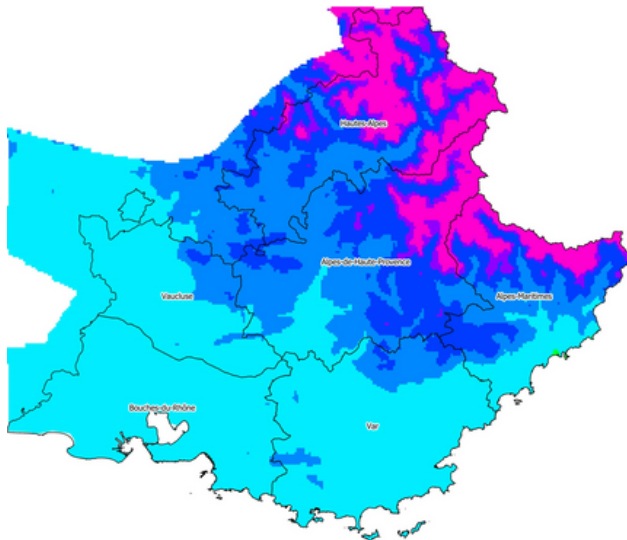 Hautes-Alpes
Alpes-de-Haute-Provence
Vaucluse
Alpes-Maritimes
Bouches-du-Rhône
Var